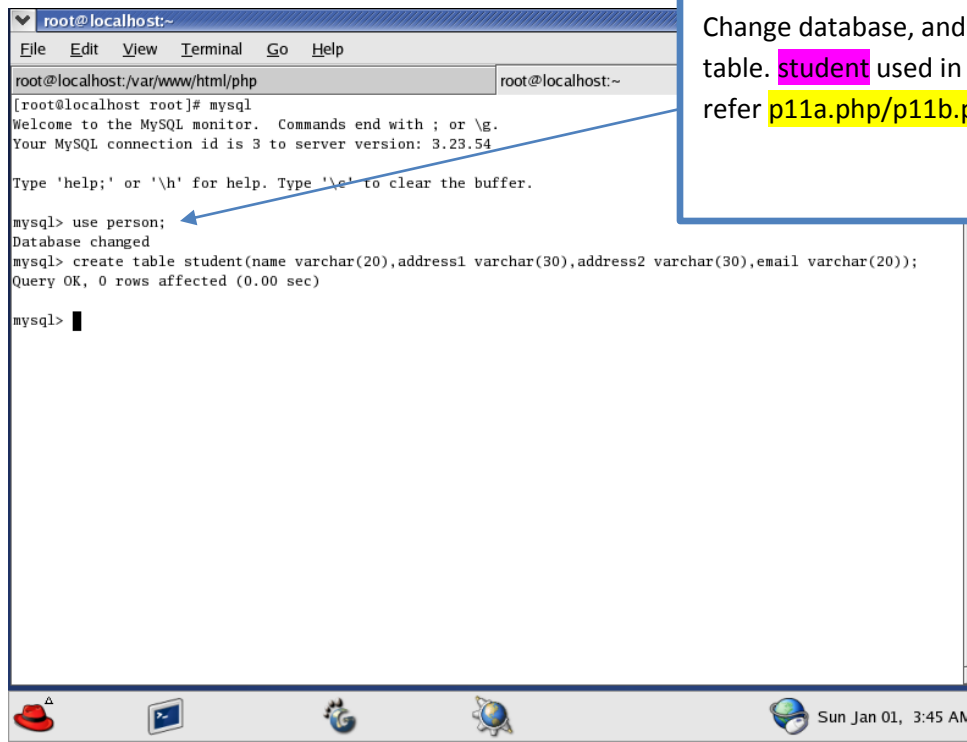 root@localhost:~
File Edit View Terminal Go Help
root@localhost:/var/www/html/php
root@localhost:~
[root@localhost root]# mysql
Welcome to the MySQL monitor.  Commands end with ; or \g.
Your MySQL connection id is 3 to server version: 3.23.54
Type 'help;' or '\h' for help. Type '\c' to clear the buffer.
mysql> use person;
Database changed
mysql> create table student(name varchar(20),address1 varchar(30),address2 varchar(30),email varchar(20));
Query OK, 0 rows affected (0.00 sec)
mysql>
Change database, and
table. student used in
refer p11a.php/p11b.p
Sun Jan 01, 3:45 AM